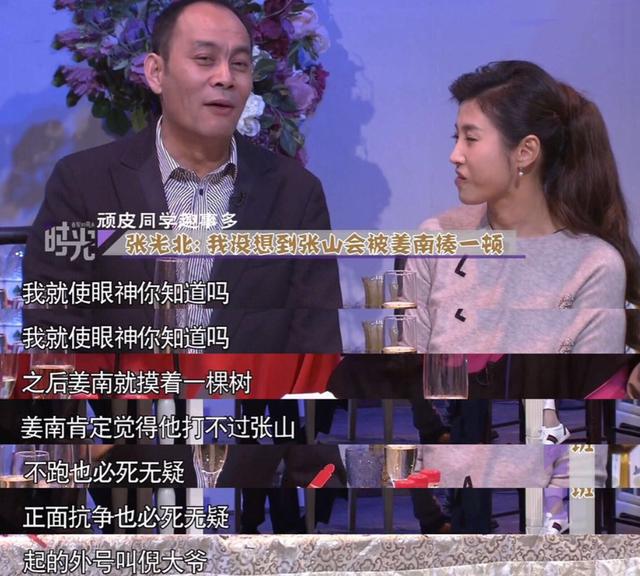 顽皮同学趣事多
时光
张光北:我没想到张山会被姜南揍一顿
我就使眼神你知道吗
我就使眼神你知道吗
之后姜南就摸着一棵树
姜南肯定觉得他打不过张山
不跑也必死无疑
正面抗争也必死无疑
起的外号叫倪大爷